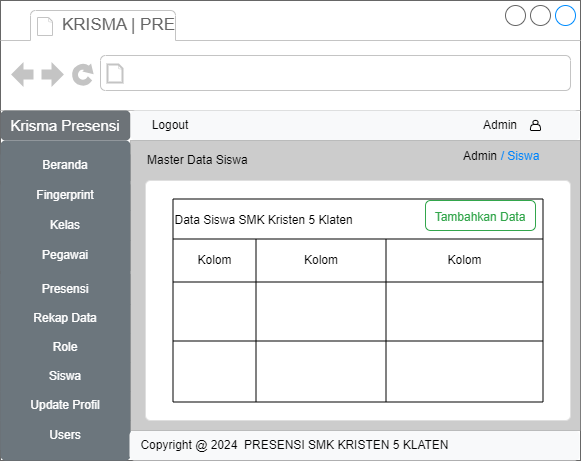 KRISMA | PRE
Krisma Presensi
Logout
Admin
Beranda
Fingerprint
Kelas
Pegawai
Presensi
Rekap Data
Role
Siswa
Update Profil
Users
Master Data Siswa
Admin / Siswa
Data Siswa SMK Kristen 5 Klaten
Tambahkan Data
Kolom
Kolom
Kolom
Copyright @ 2024 PRESENSI SMK KRISTEN 5 KLATEN